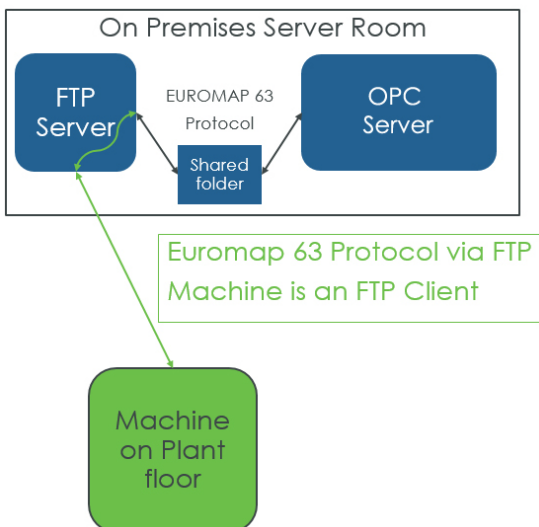 On Premises Server Room
FTP
Server
EUROMAP 63
Protocol
OPC
Server
Shared
folder
Euromap 63 Protocol via FTP
Machine is an FTP Client
Machine
on Plant
floor